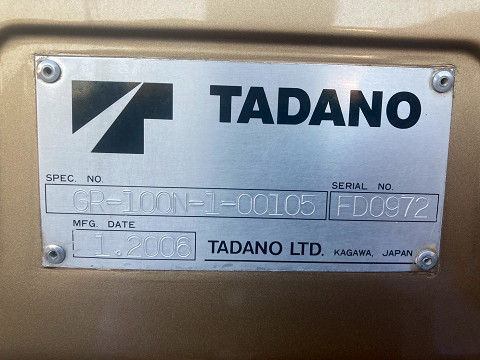 TADANO
SPEC. NO.
GR-100N-1-00105
SERIAL NO.
FD0972
MFG. DATE
1.2006
TADANO LTD. KAGAWA, JAPAN